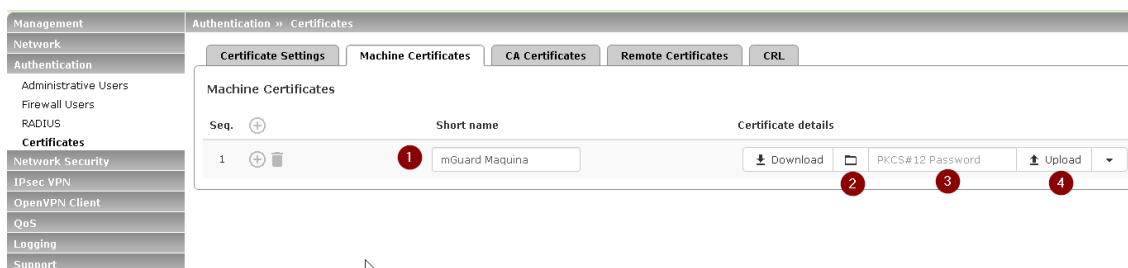 Management
Network
Authentication
Administrative Users
Firewall Users
RADIUS
Certificates
Network Security
IPsec VPN
OpenVPN Client
QoS
Logging
Support
Authentication » Certificates
Certificate Settings Machine Certificates CA Certificates Remote Certificates CRL
Machine Certificates
Seq. Short name Certificate details
1 1 mGuard Maquina Download PKCS#12 Password Upload
2 3 4